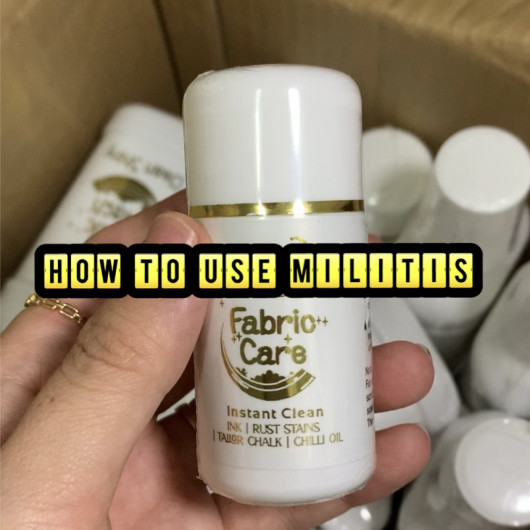 HOW TO USE MILITIS
Fabric
Care
Instant Clean
INK | RUST STAINS
| TAILOR CHALK | CHILLI OIL